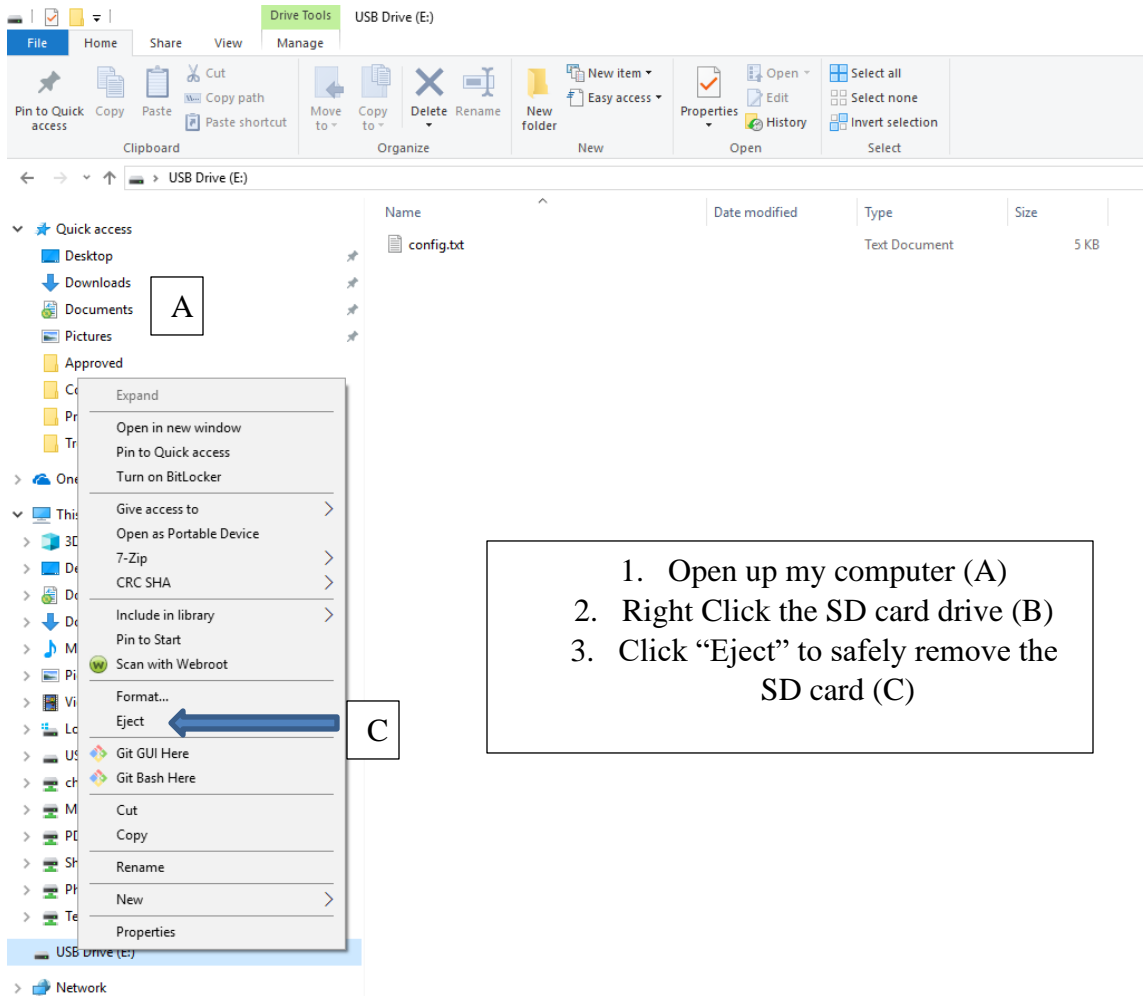 Drive Tools USB Drive (E:)
File Home Share View Manage
Pin to Quick access
Copy
Paste
Cut
Copy path
Paste shortcut
Move to
Copy to
Delete
Rename
New folder
New item
Easy access
Properties
Open
Edit
History
Select all
Select none
Invert selection
Clipboard Organize New Open Select
USB Drive (E:)
Name Date modified Type Size
config.txt Text Document 5 KB
Quick access
Desktop
Downloads
Documents
Pictures
Approved
A
Expand
Open in new window
Pin to Quick access
Turn on BitLocker
Give access to
Open as Portable Device
7-Zip
CRC SHA
Include in library
Pin to Start
Scan with Webroot
Format...
Eject
C
Git GUI Here
Git Bash Here
Cut
Copy
Rename
New
Properties
USB Drive (E:)
Network
1. Open up my computer (A)
2. Right Click the SD card drive (B)
3. Click “Eject” to safely remove the
SD card (C)